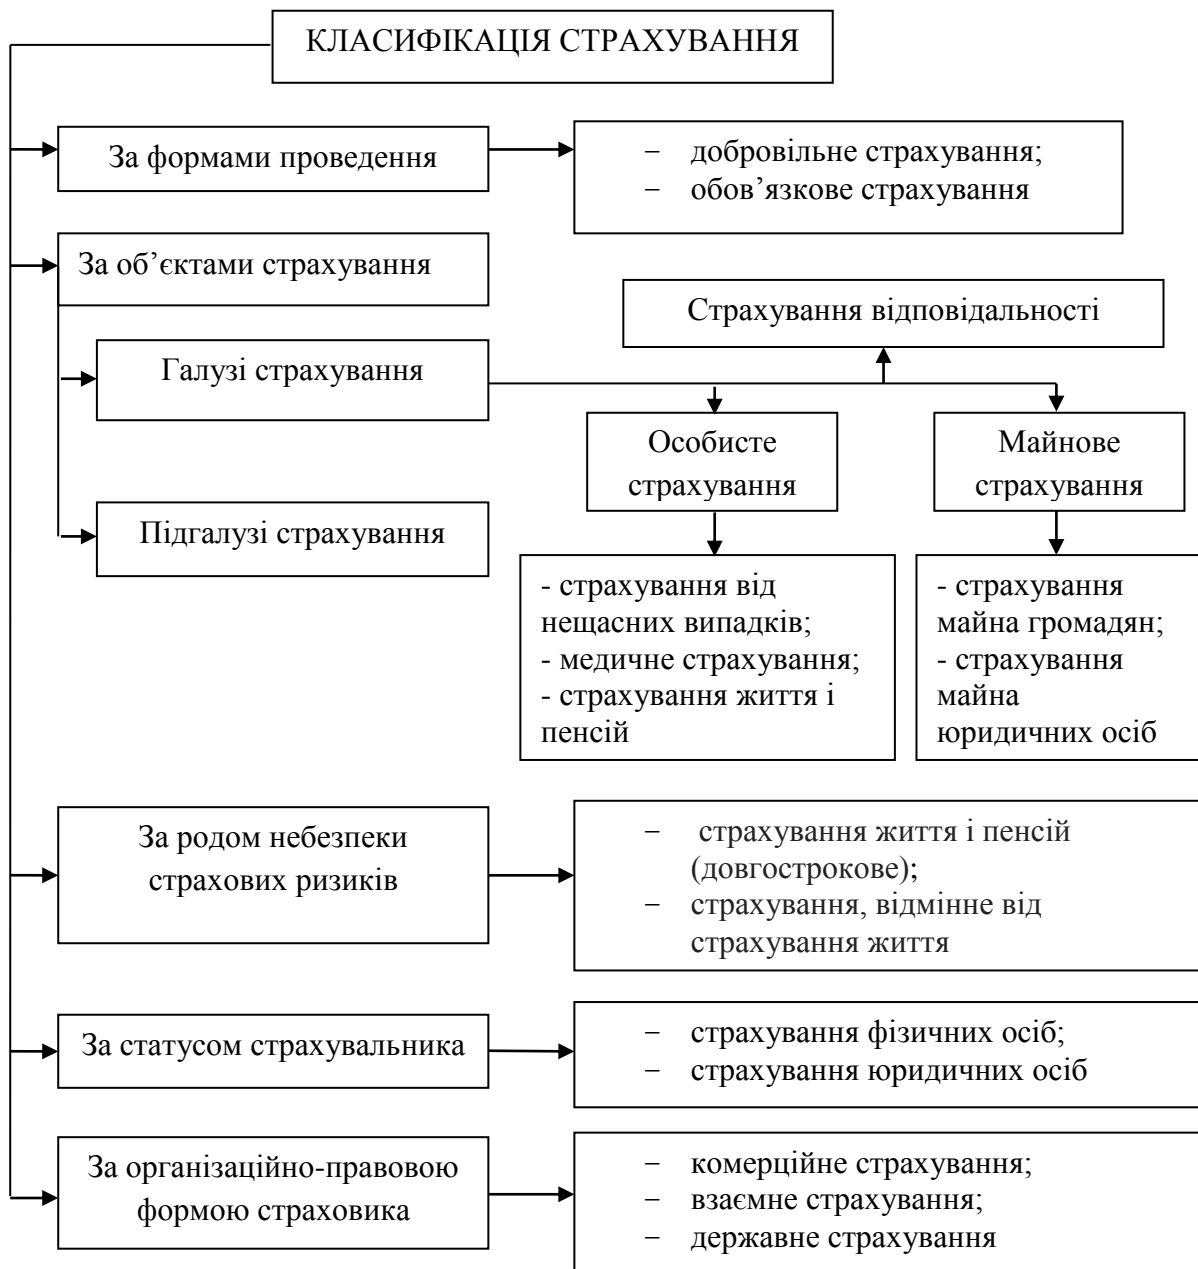 КЛАСИФІКАЦІЯ СТРАХУВАННЯ
За формами проведення
− добровільне страхування;
− обов’язкове страхування
За об’єктами страхування
Страхування відповідальності
Галузі страхування
Особисте
страхування
Майнове
страхування
Підгалузі страхування
- страхування від
нещасних випадків;
- медичне страхування;
- страхування життя і
пенсій
- страхування
майна громадян;
- страхування
майна
юридичних осіб
За родом небезпеки
страхових ризиків
− страхування життя і пенсій
(довгострокове);
− страхування, відмінне від
страхування життя
За статусом страхувальника
− страхування фізичних осіб;
− страхування юридичних осіб
За організаційно-правовою
формою страховика
− комерційне страхування;
− взаємне страхування;
− державне страхування